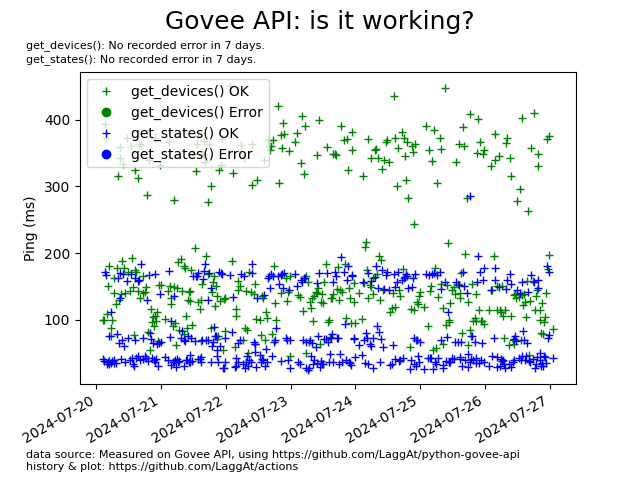 Govee API: is it working?
get_devices(): No recorded error in 7 days.
get_states(): No recorded error in 7 days.
get_devices() OK
get_devices() Error
get_states() OK
get_states() Error
Ping (ms)
400
300
200
100
2024-07-20
2024-07-21
2024-07-22
2024-07-23
2024-07-24
2024-07-25
2024-07-26
2024-07-27
data source: Measured on Govee API, using https://github.com/LaggAt/python-govee-api
history & plot: https://github.com/LaggAt/actions